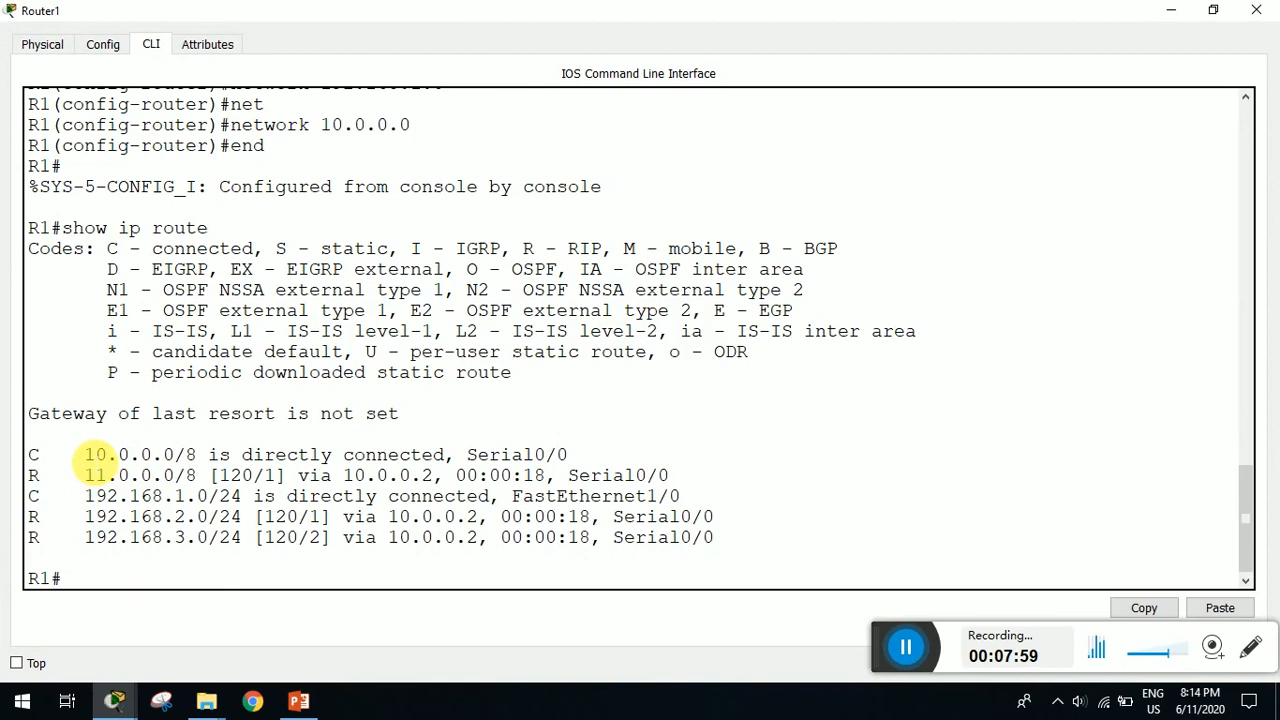 Router1
Physical Config CLI Attributes
IOS Command Line Interface
R1(config-router)#net
R1(config-router)#network 10.0.0.0
R1(config-router)#end
R1#
%SYS-5-CONFIG_I: Configured from console by console
R1#show ip route
Codes: C - connected, S - static, I - IGRP, R - RIP, M - mobile, B - BGP
D - EIGRP, EX - EIGRP external, O - OSPF, IA - OSPF inter area
N1 - OSPF NSSA external type 1, N2 - OSPF NSSA external type 2
E1 - OSPF external type 1, E2 - OSPF external type 2, E - EGP
i - IS-IS, L1 - IS-IS level-1, L2 - IS-IS level-2, ia - IS-IS inter area
* - candidate default, U - per-user static route, o - ODR
P - periodic downloaded static route
Gateway of last resort is not set
C 10.0.0.0/8 is directly connected, Serial0/0
R 11.0.0.0/8 [120/1] via 10.0.0.2, 00:00:18, Serial0/0
C 192.168.1.0/24 is directly connected, FastEthernet1/0
R 192.168.2.0/24 [120/1] via 10.0.0.2, 00:00:18, Serial0/0
R 192.168.3.0/24 [120/2] via 10.0.0.2, 00:00:18, Serial0/0
R1#
Copy Paste
Recording...
00:07:59
Top
ENG 8:14 PM
US 6/11/2020